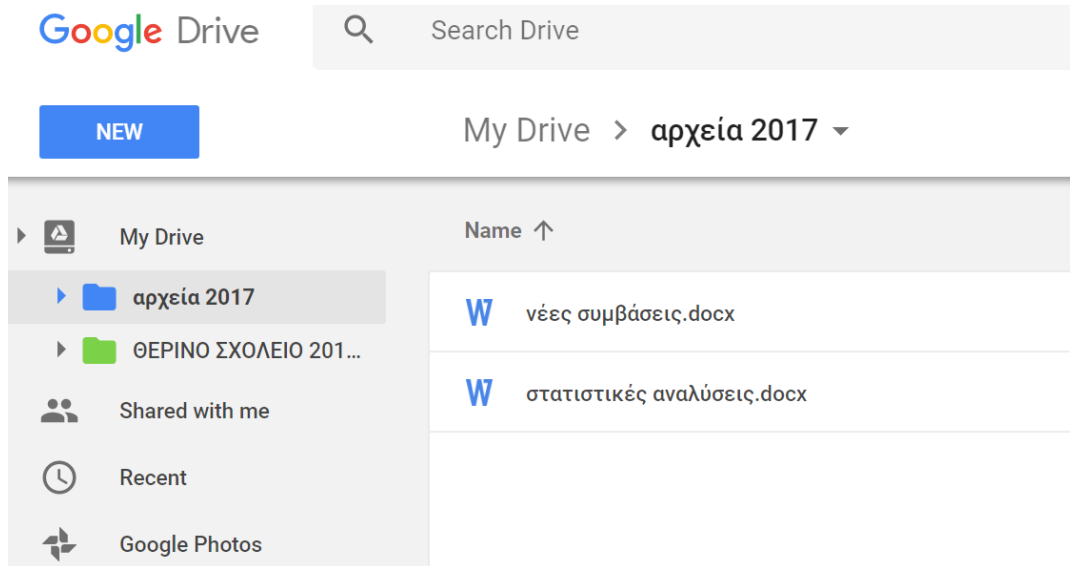 Google Drive
Search Drive
NEW
My Drive > αρχεία 2017
My Drive
αρχεία 2017
ΘΕΡΙΝΟ ΣΧΟΛΕΙΟ 201...
Shared with me
Recent
Google Photos
Name ↑
νέες συμβάσεις.docx
στατιστικές αναλύσεις.docx